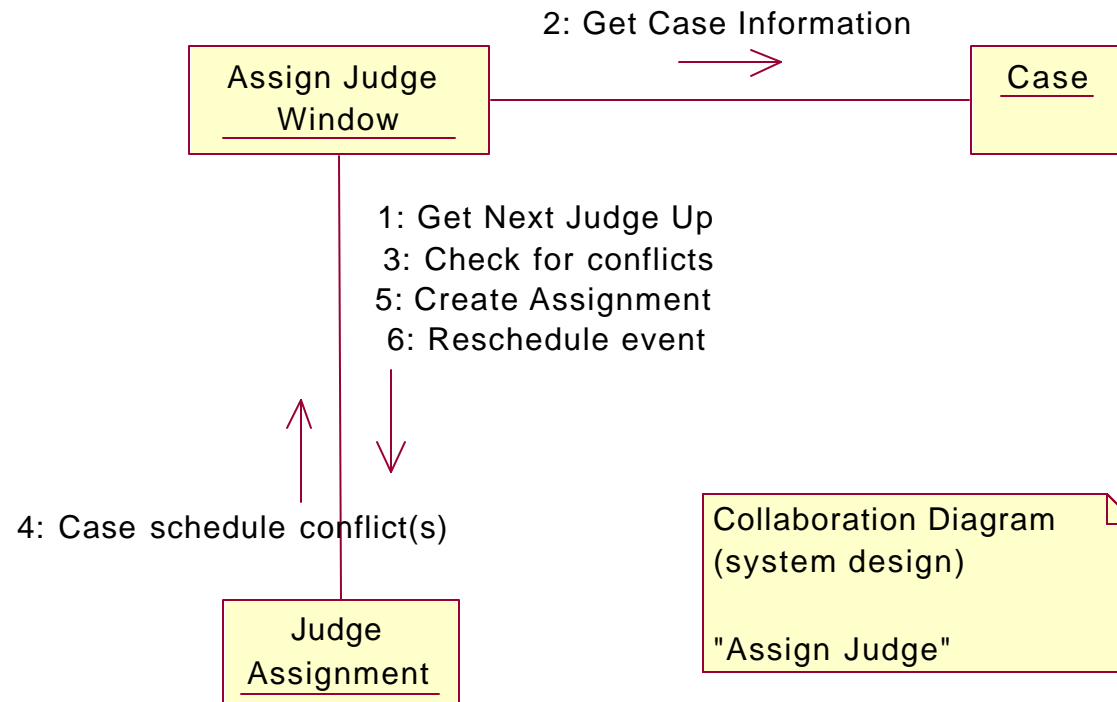 2: Get Case Information
Assign Judge
Window
Case
1: Get Next Judge Up
3: Check for conflicts
5: Create Assignment
6: Reschedule event
4: Case schedule conflict(s)
Judge
Assignment
Collaboration Diagram
(system design)
"Assign Judge"